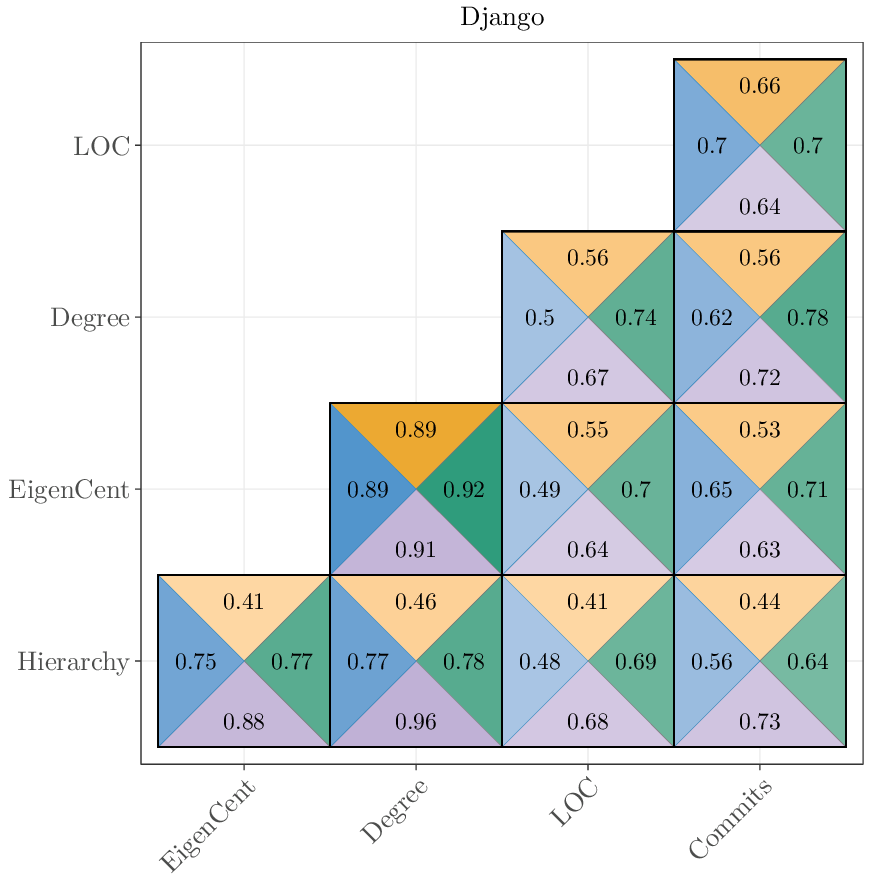 Django
LOC
0.66
0.7 0.7
0.64
Degree
0.56 0.56
0.5 0.74 0.62 0.78
0.67 0.72
EigenCent
0.89 0.55 0.53
0.89 0.92 0.49 0.7 0.65 0.71
0.91 0.64 0.63
Hierarchy
0.41 0.46 0.41 0.44
0.75 0.77 0.77 0.78 0.48 0.69 0.56 0.64
0.88 0.96 0.68 0.73
EigenCent Degree LOC Commits